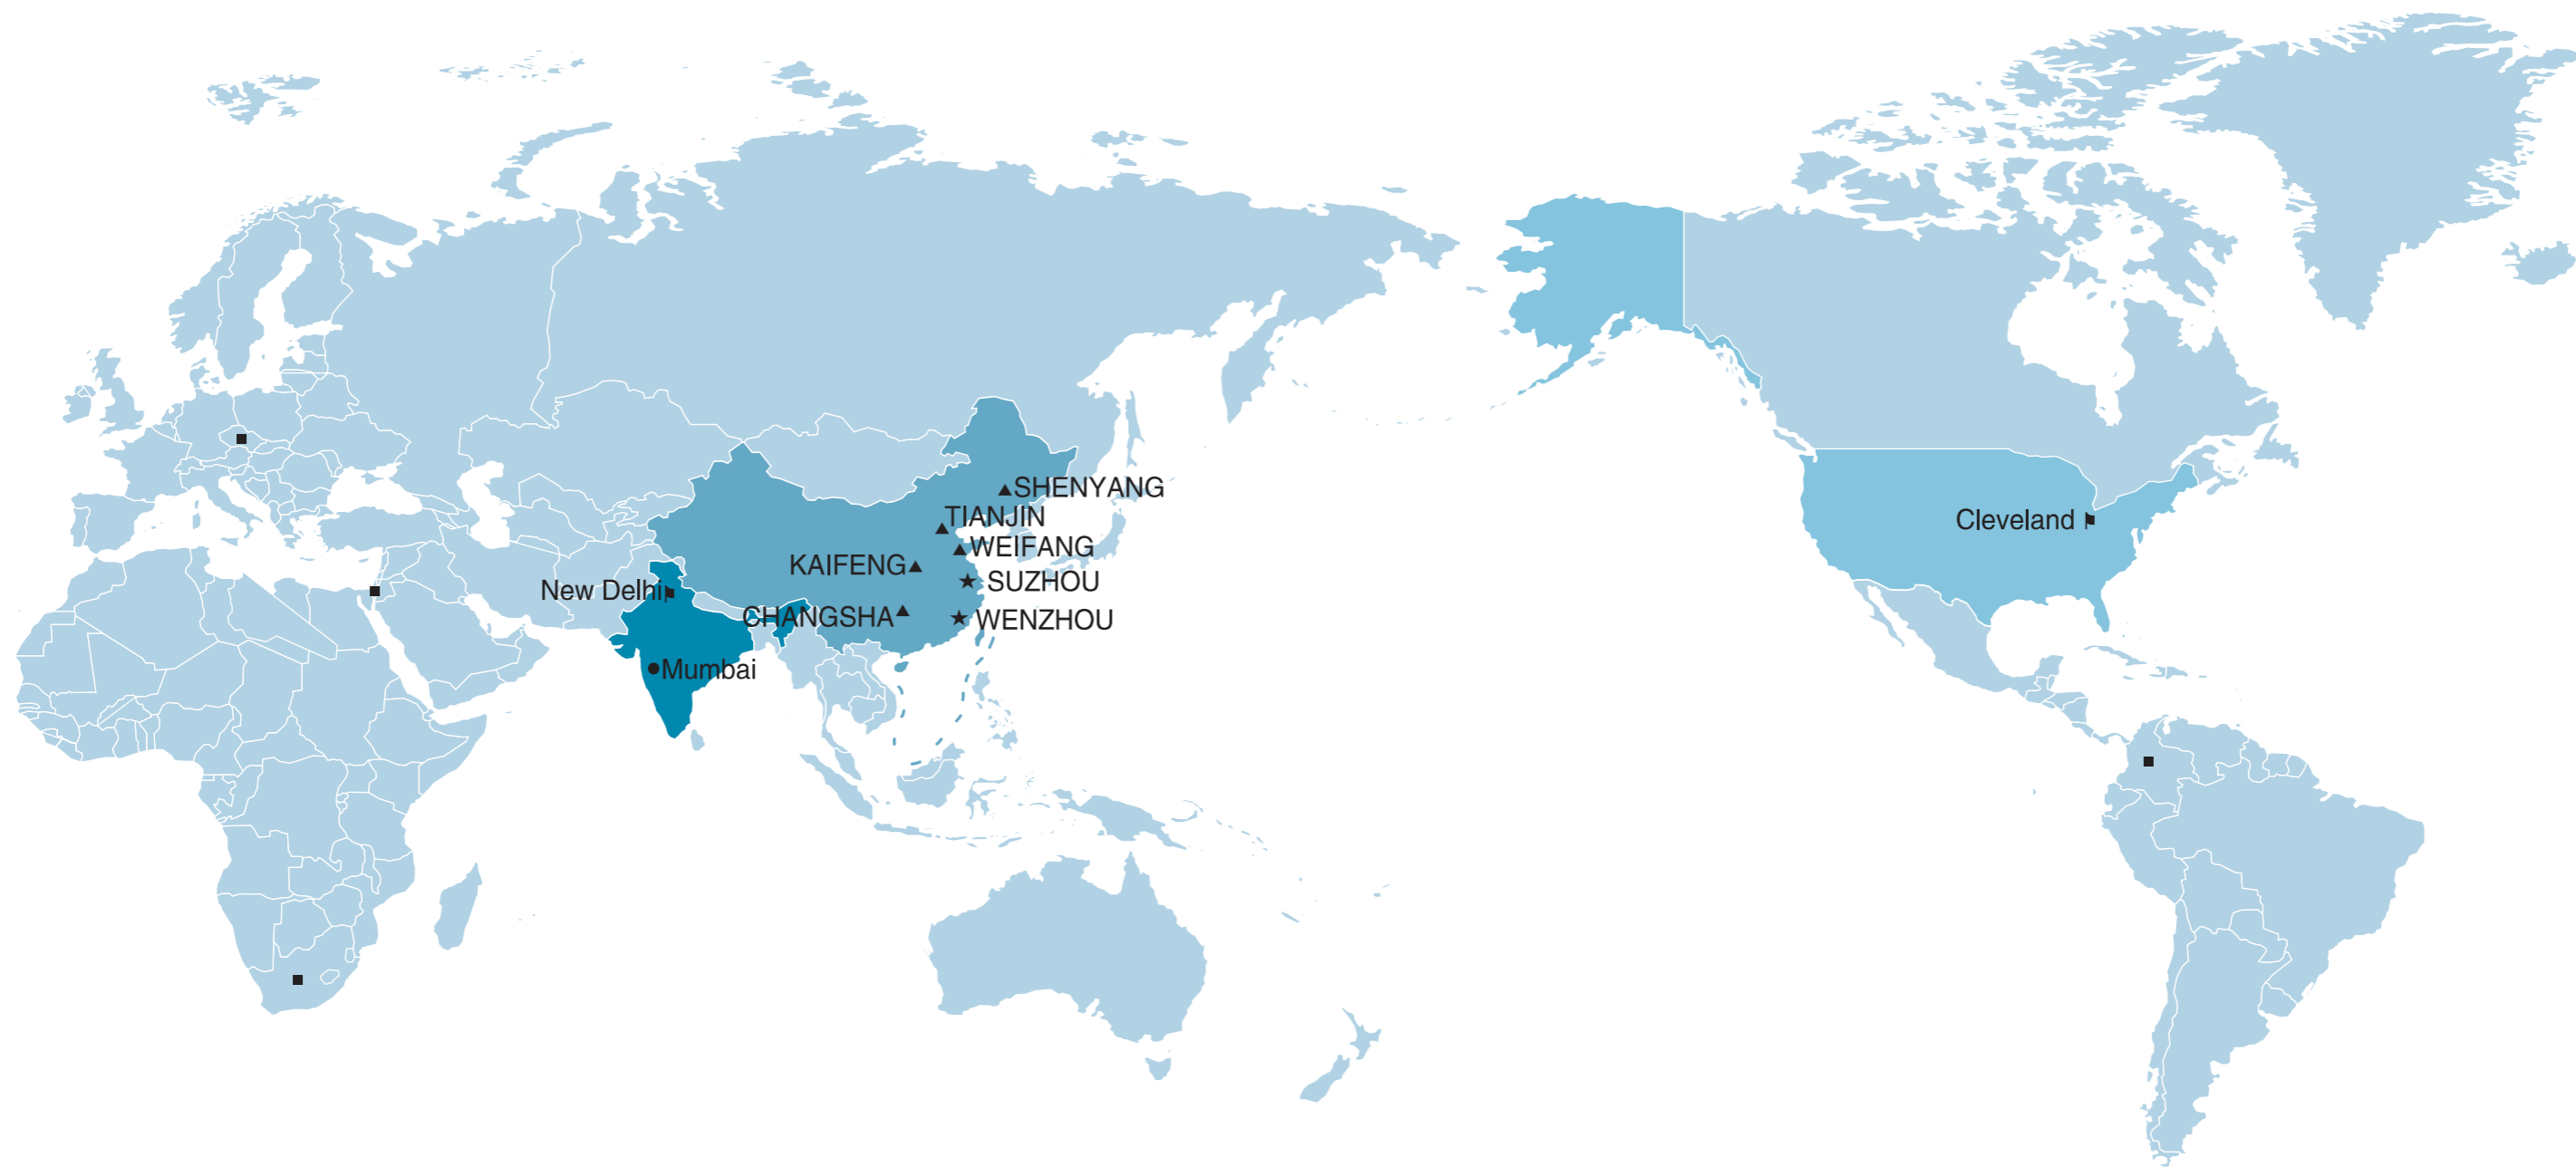 SHENYANG
TIANJIN
Cleveland
WEIFANG
KAIFENG
SUZHOU
New Delhi
CHANGSHA
WENZHOU
Mumbai